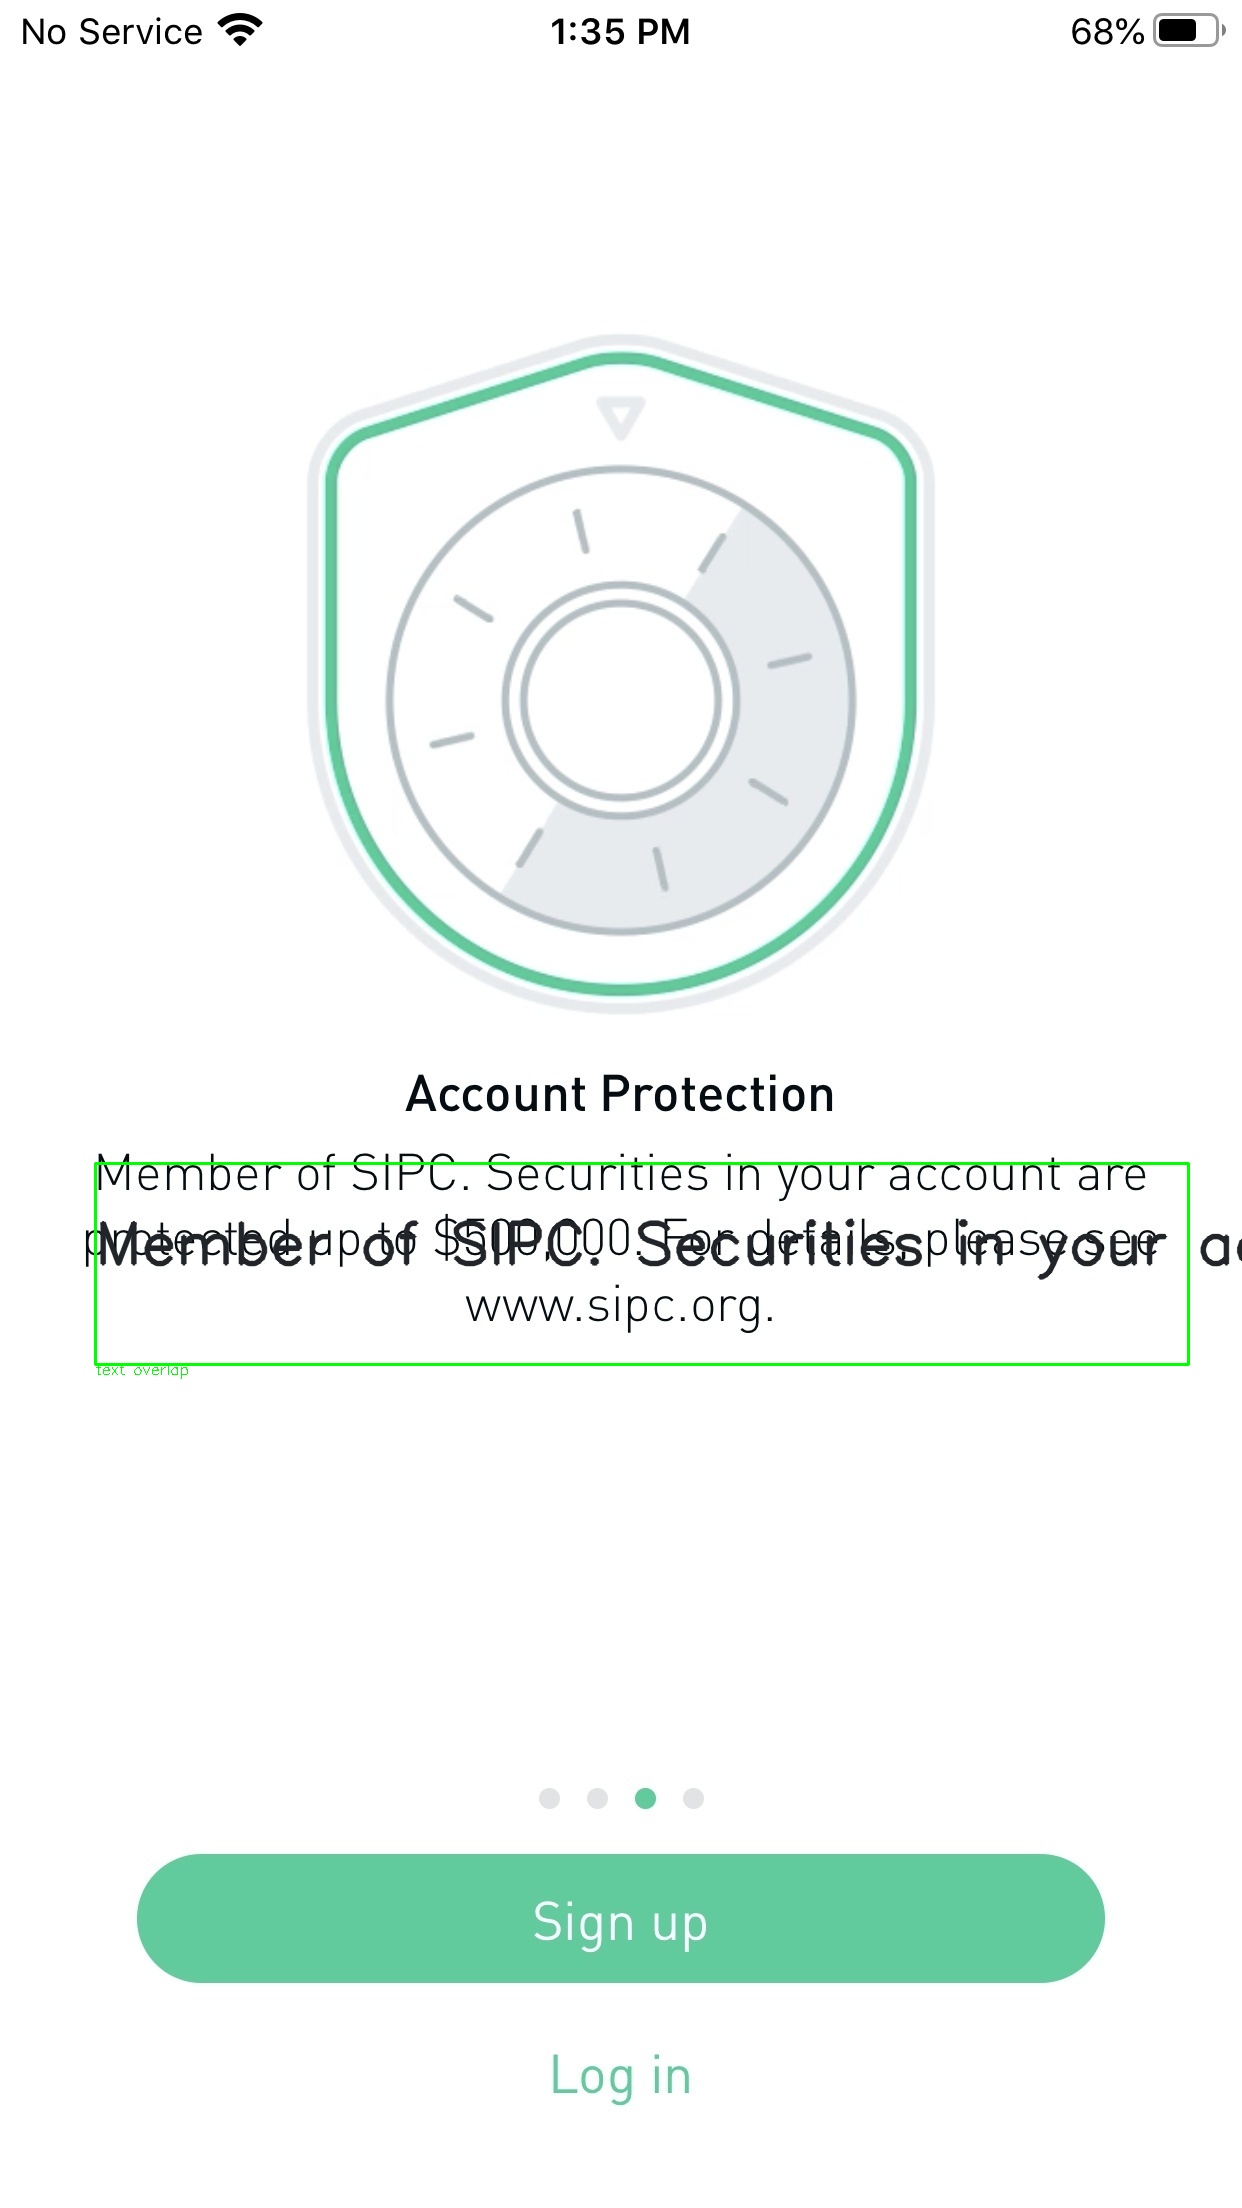 No Service
1:35 PM
68%
Account Protection
Member of SIPC. Securities in your account are
protected up to $500,000. For details, please see
Member of SIPC. Securities in your
www.sipc.org.
text overlap
Sign up
Log in